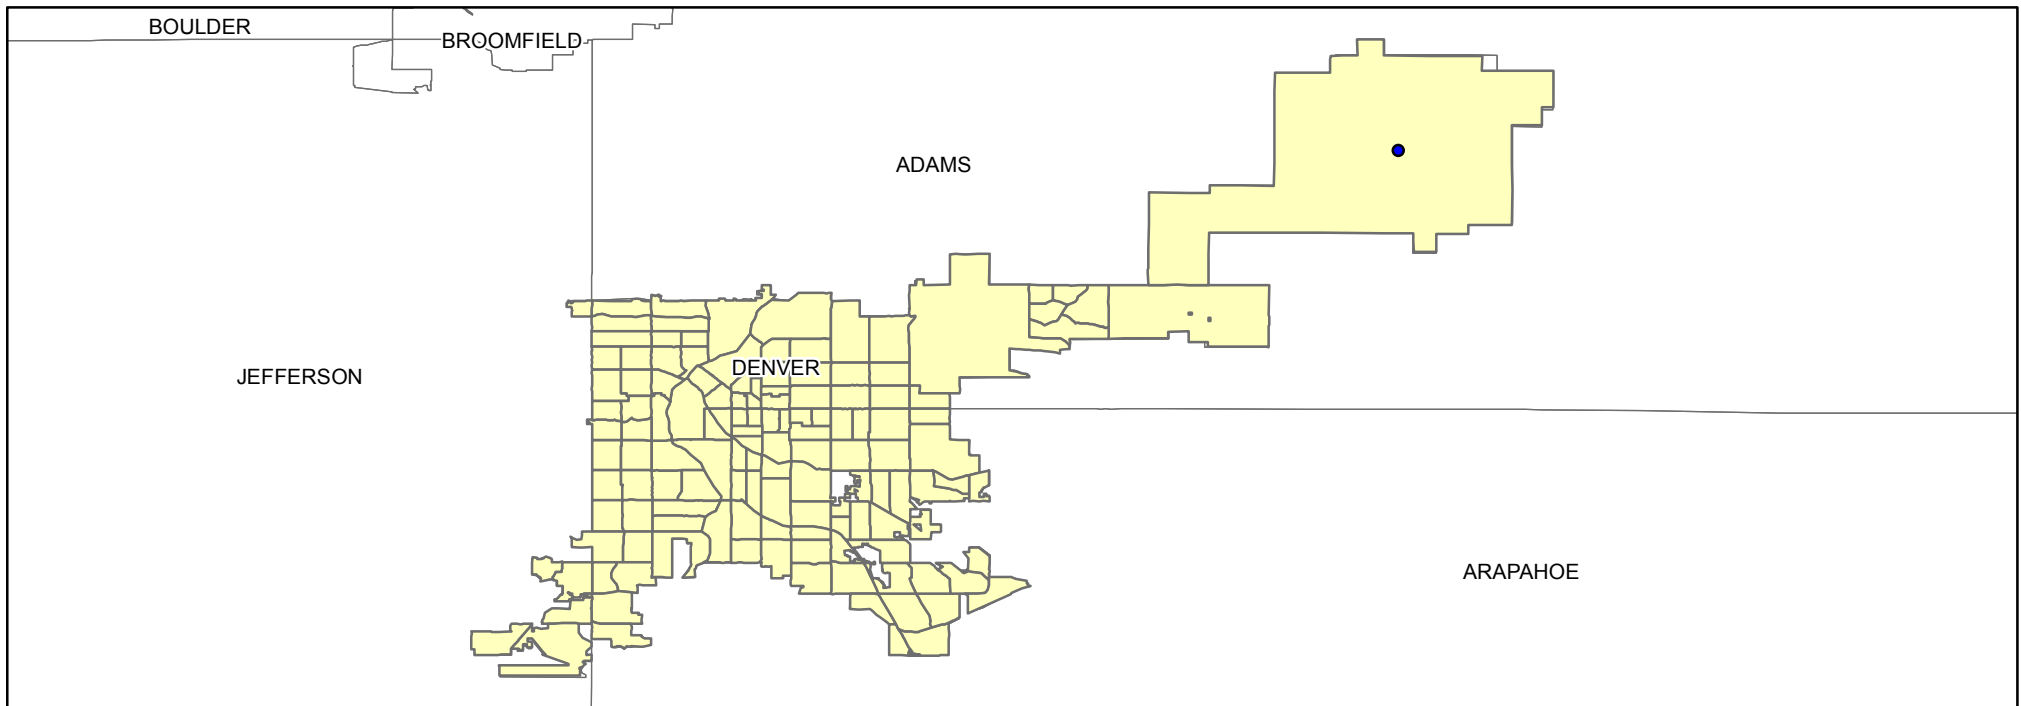 BOULDER
BROOMFIELD
ADAMS
DENVER
JEFFERSON
ARAPAHOE